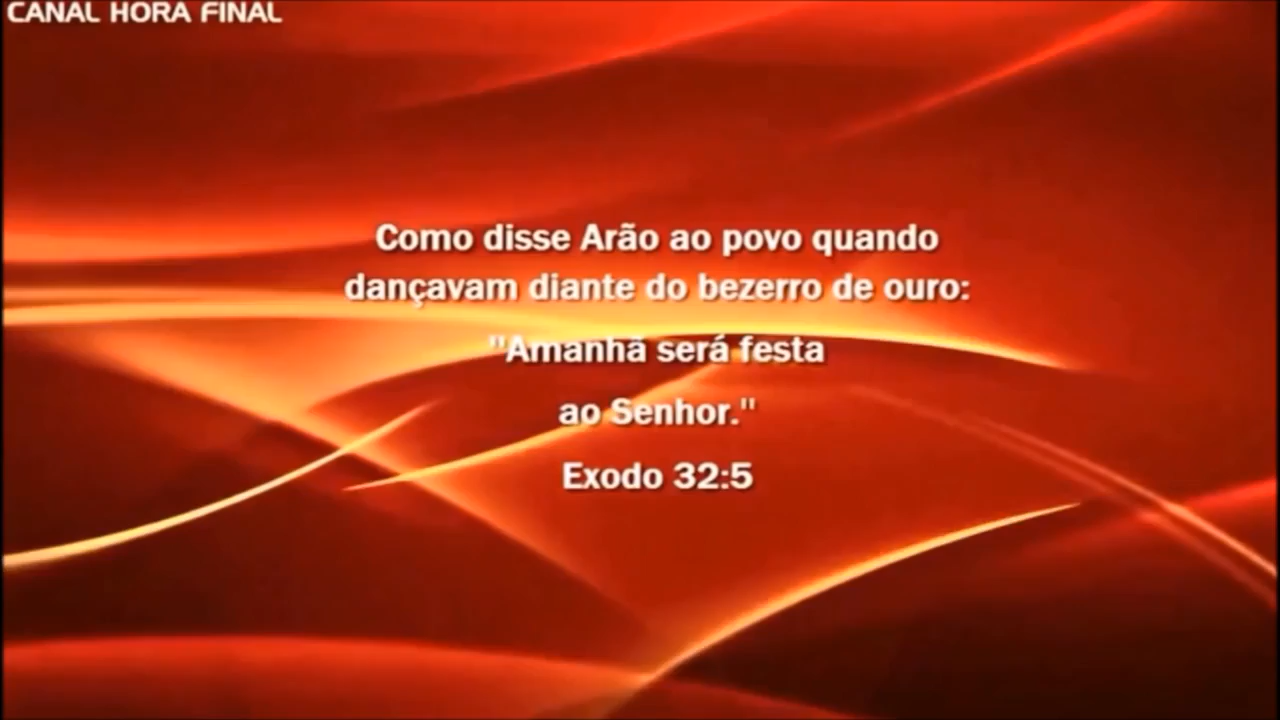 CANAL HORA FINAL
Como disse Arão ao povo quando
dançavam diante do bezerro de ouro:
"Amanhã será festa
ao Senhor."
Exodo 32:5